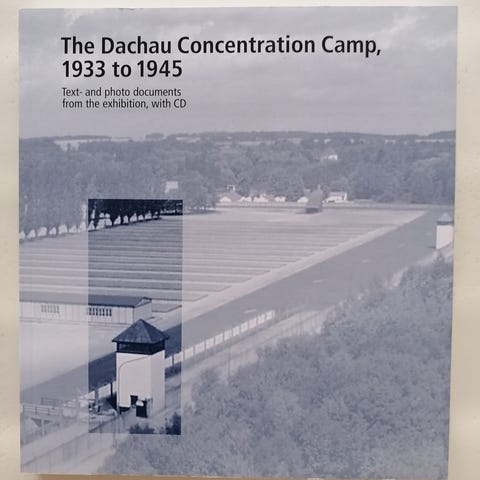 The Dachau Concentration Camp,
1933 to 1945
Text- and photo documents
from the exhibition, with CD